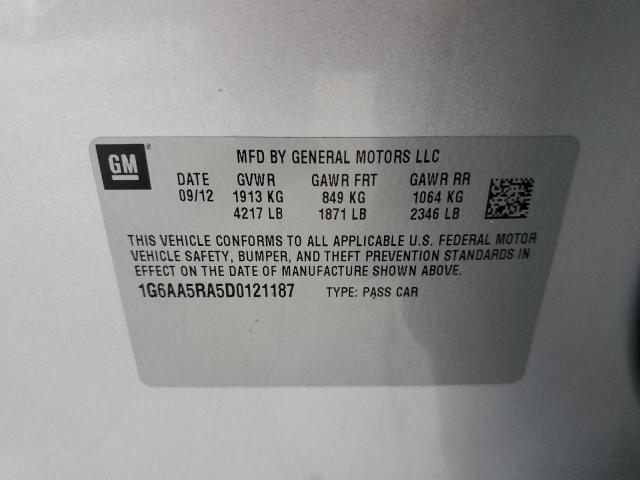 GM
MFD BY GENERAL MOTORS LLC
DATE GVWR GAWR FRT GAWR RR
09/12 1913 KG 849 KG 1064 KG
4217 LB 1871 LB 2346 LB
THIS VEHICLE CONFORMS TO ALL APPLICABLE U.S. FEDERAL MOTOR
VEHICLE SAFETY, BUMPER, AND THEFT PREVENTION STANDARDS IN
EFFECT ON THE DATE OF MANUFACTURE SHOWN ABOVE.
1G6AA5RA5D0121187 TYPE: PASS CAR